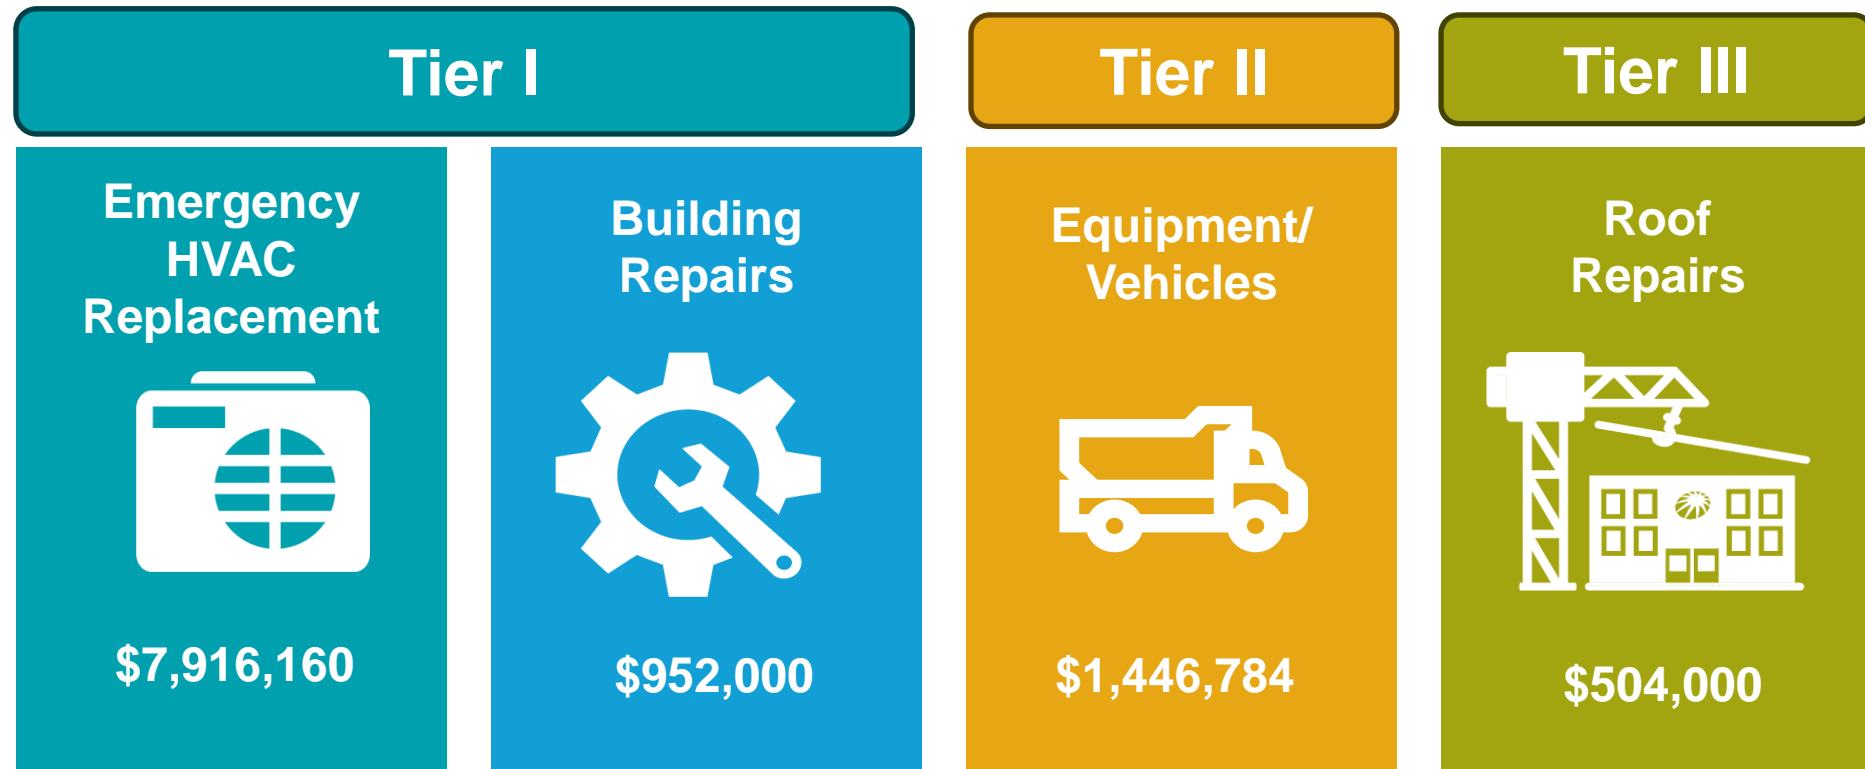 Tier I
Emergency
HVAC
Replacement
$7,916,160
Building
Repairs
$952,000
Tier II
Equipment/
Vehicles
$1,446,784
Tier III
Roof
Repairs
$504,000